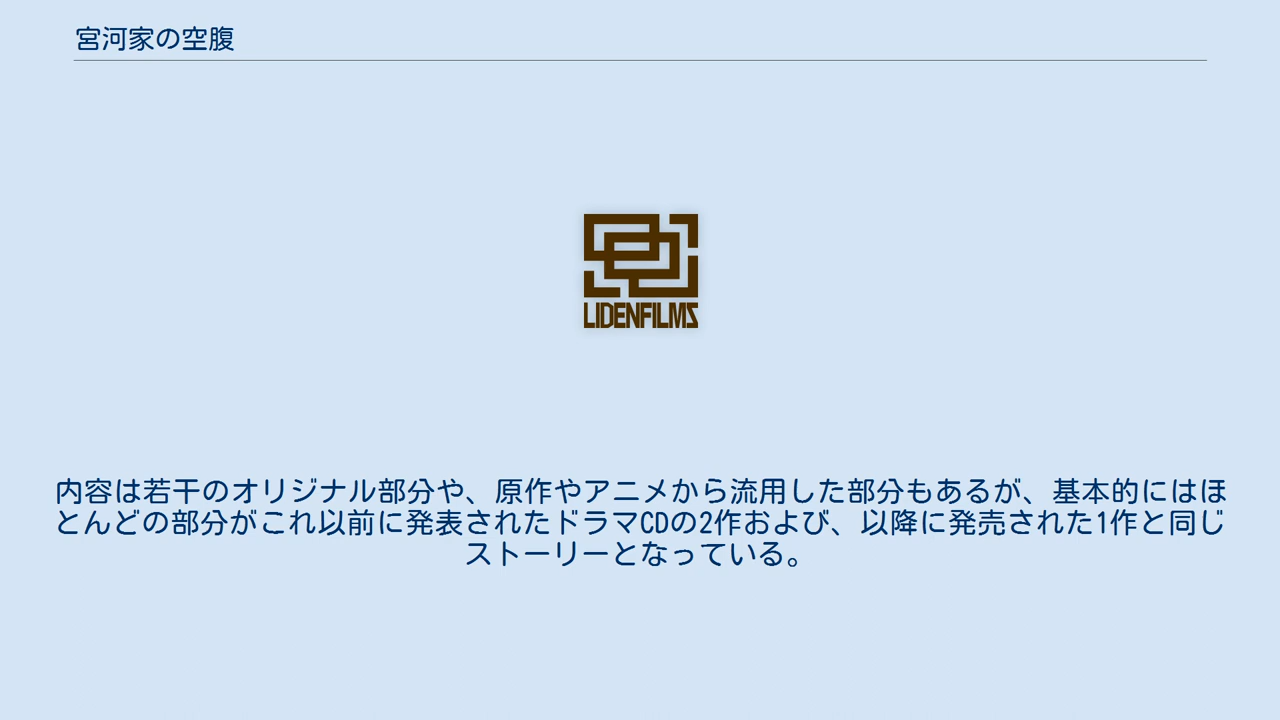 宮河家の空腹
LIDENFILMS
内容は若干のオリジナル部分や、原作やアニメから流用した部分もあるが、基本的にはほ
とんどの部分がこれ以前に発表されたドラマCDの2作および、以降に発売された1作と同じ
ストーリーとなっている。